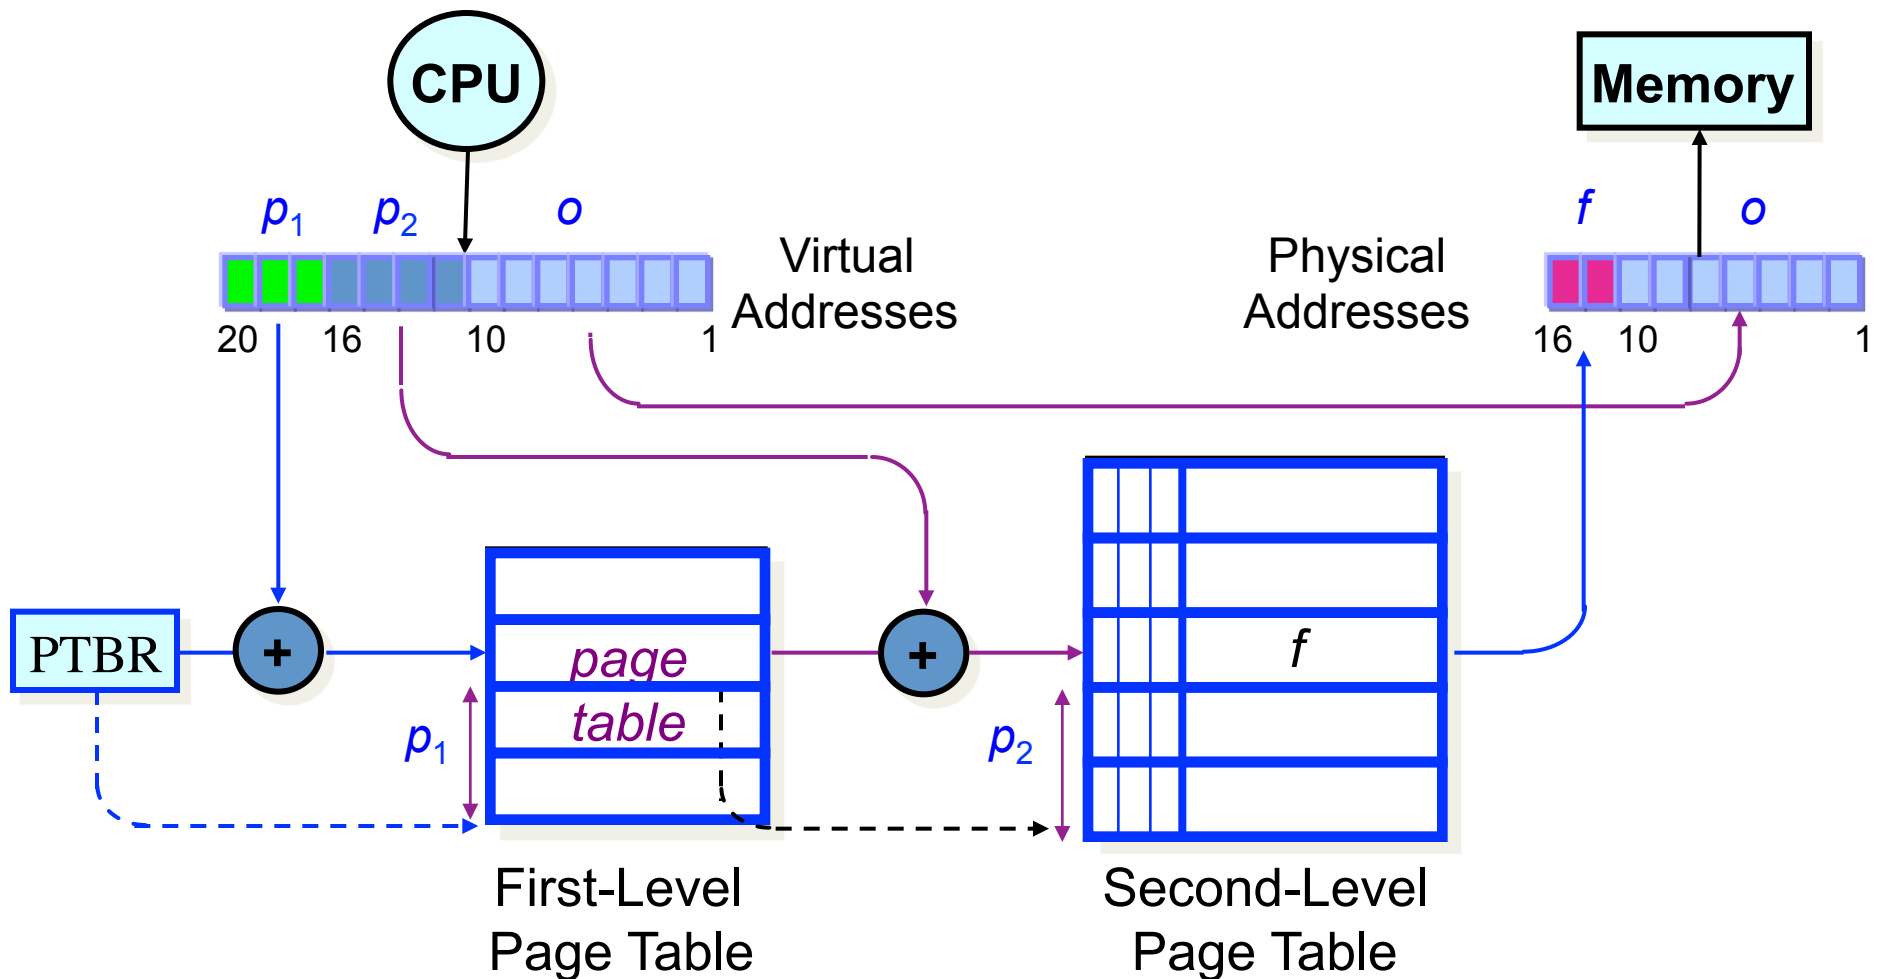 CPU
Memory
p1 p2 o
f o
Virtual
Addresses
Physical
Addresses
20 16 10 1
16 10 1
PTBR
+
page
table
p1
+
f
p2
First-Level
Page Table
Second-Level
Page Table